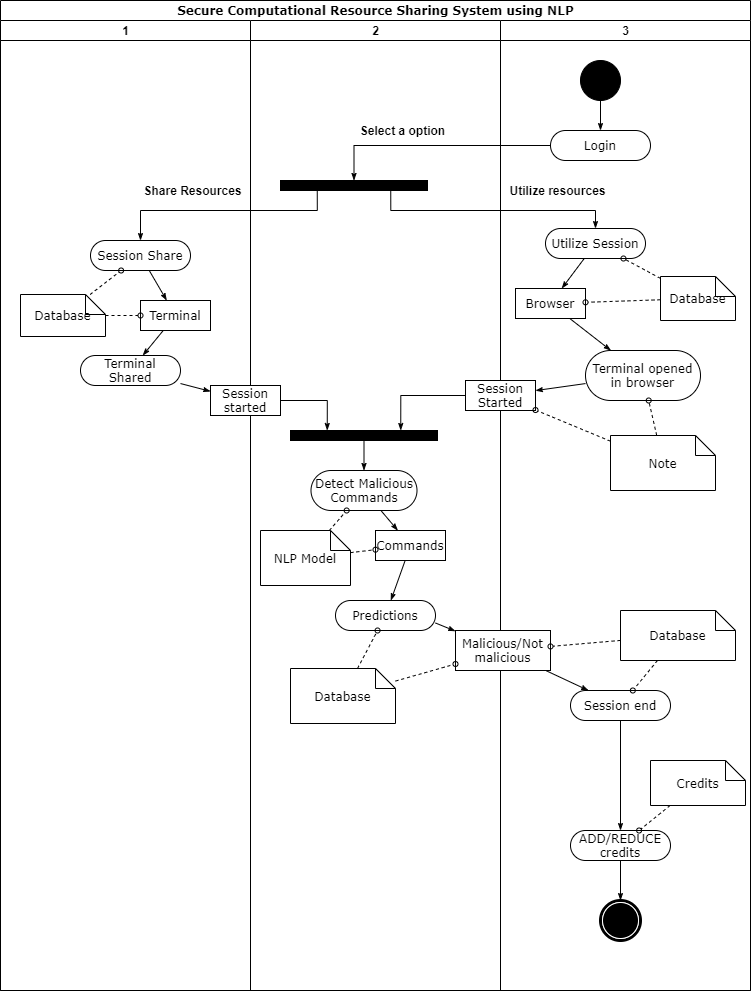 Secure Computational Resource Sharing System using NLP
1
2
3
Select a option
Login
Share Resources
Utilize resources
Session Share
Utilize Session
Database
Terminal
Browser
Database
Terminal
Shared
Terminal opened
in browser
Session
started
Session
Started
Note
Detect Malicious
Commands
NLP Model
Commands
Predictions
Malicious/Not
malicious
Database
Database
Session end
Credits
ADD/REDUCE
credits